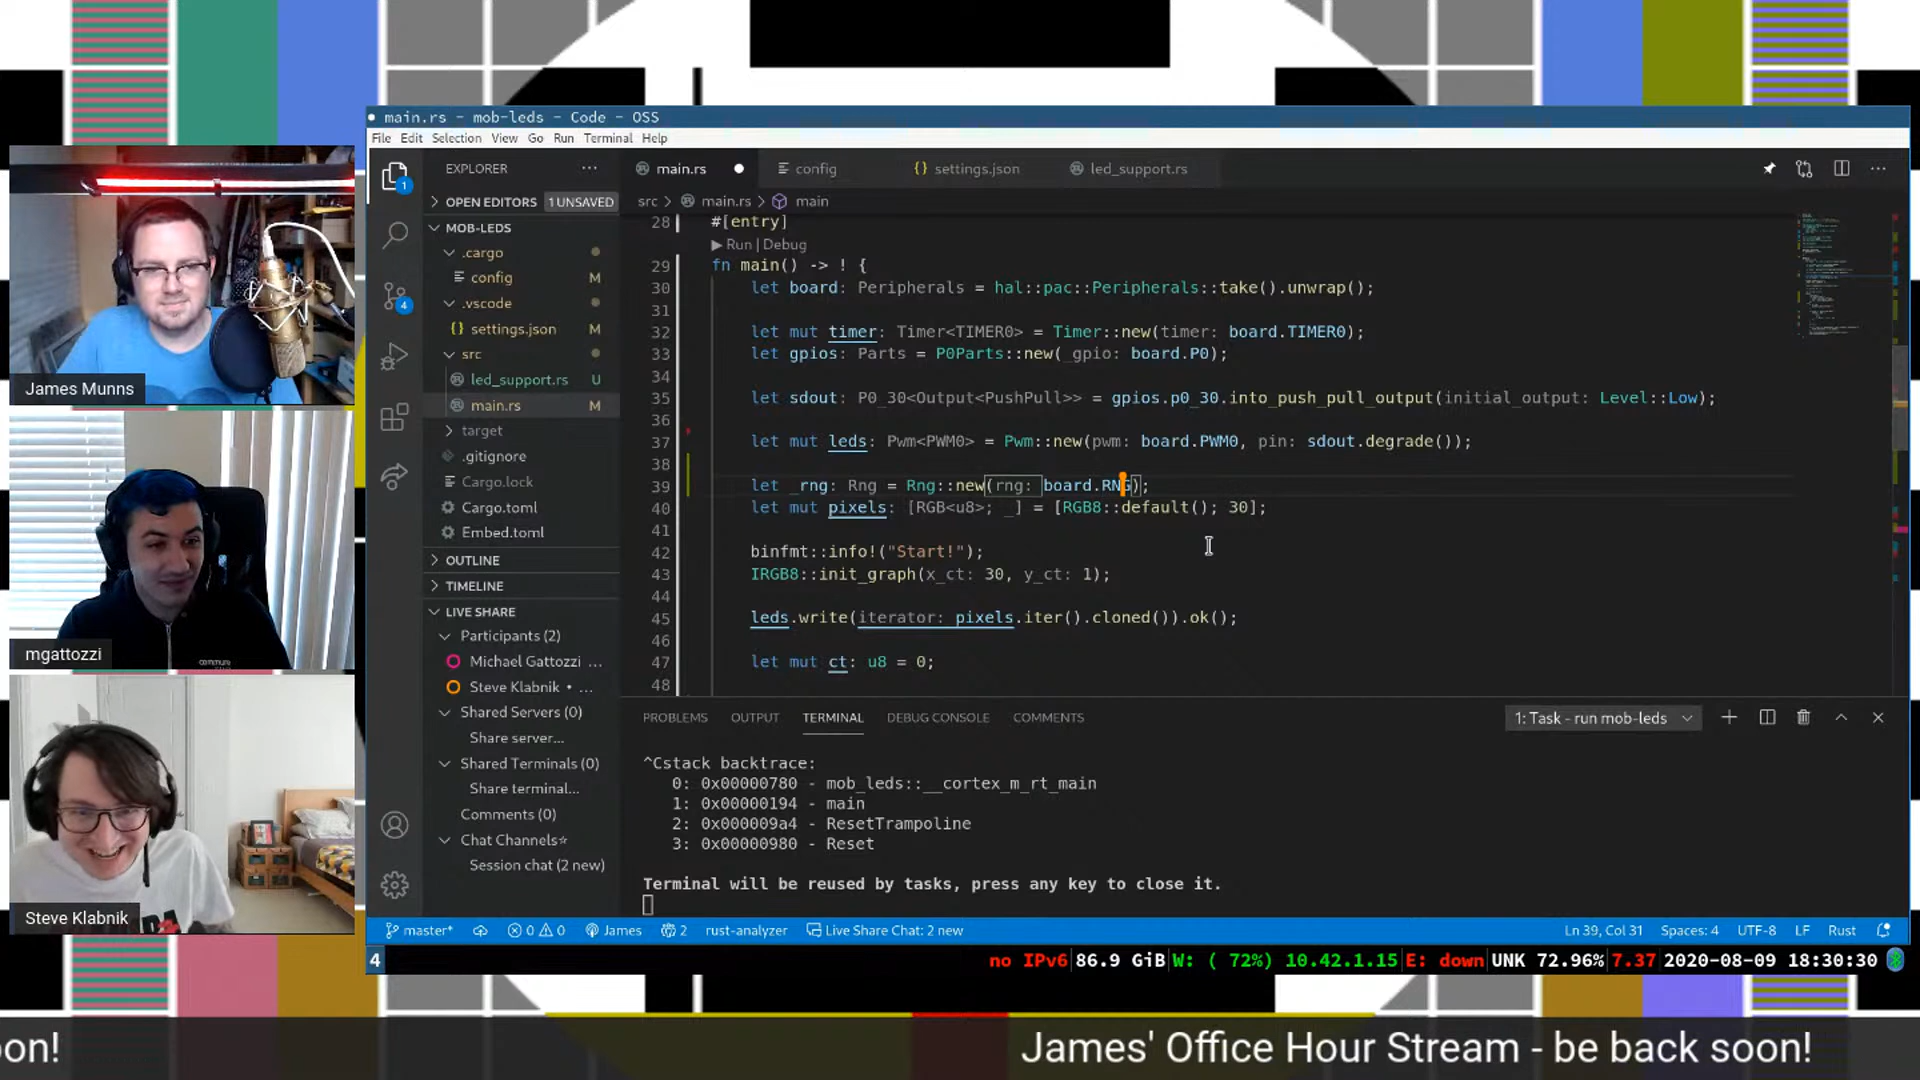 main.rs - mob-leds - Code - OSS
File Edit Selection View Go Run Terminal Help
James Munns
mgattozzi
Steve Klabnik
1
4
EXPLORER ...
OPEN EDITORS 1 UNSAVED
MOB-LEDS
.cargo
config M
.vscode
{} settings.json M
src
led_support.rs U
main.rs M
target
.gitignore
Cargo.lock
Cargo.toml
Embed.toml
OUTLINE
TIMELINE
LIVE SHARE
Participants (2)
Michael Gattozzi ...
Steve Klabnik • ...
Shared Servers (0)
Share server...
Shared Terminals (0)
Share terminal...
Comments (0)
Chat Channels☆
Session chat (2 new)
main.rs config {} settings.json led_support.rs
src > main.rs > main
28 #[entry]
Run | Debug
29 fn main() -> ! {
30 let board: Peripherals = hal::pac::Peripherals::take().unwrap();
31
32 let mut timer: Timer<TIMER0> = Timer::new(timer: board.TIMER0);
33 let gpios: Parts = P0Parts::new(_gpio: board.P0);
34
35 let sdout: P0_30<Output<PushPull>> = gpios.p0_30.into_push_pull_output(initial_output: Level::Low);
36
37 let mut leds: Pwm<PWM0> = Pwm::new(pwm: board.PWM0, pin: sdout.degrade());
38
39 let _rng: Rng = Rng::new(rng: board.RNG);
40 let mut pixels: [RGB<u8>; _] = [RGB8::default(); 30];
41
42 binfmt::info!("Start!");
43 IRGB8::init_graph(x_ct: 30, y_ct: 1);
44
45 leds.write(iterator: pixels.iter().cloned()).ok();
46
47 let mut ct: u8 = 0;
48
PROBLEMS OUTPUT TERMINAL DEBUG CONSOLE COMMENTS 1: Task - run mob-leds
^Cstack backtrace:
0: 0x00000780 - mob_leds::__cortex_m_rt_main
1: 0x00000194 - main
2: 0x000009a4 - ResetTrampoline
3: 0x00000980 - Reset
Terminal will be reused by tasks, press any key to close it.
master* 0 0 James 2 rust-analyzer Live Share Chat: 2 new Ln 39, Col 31 Spaces: 4 UTF-8 LF Rust
4 no IPv6|86.9 GiB|W: ( 72%) 10.42.1.15|E: down|UNK 72.96%|7.37|2020-08-09 18:30:30
oon! James' Office Hour Stream - be back soon!